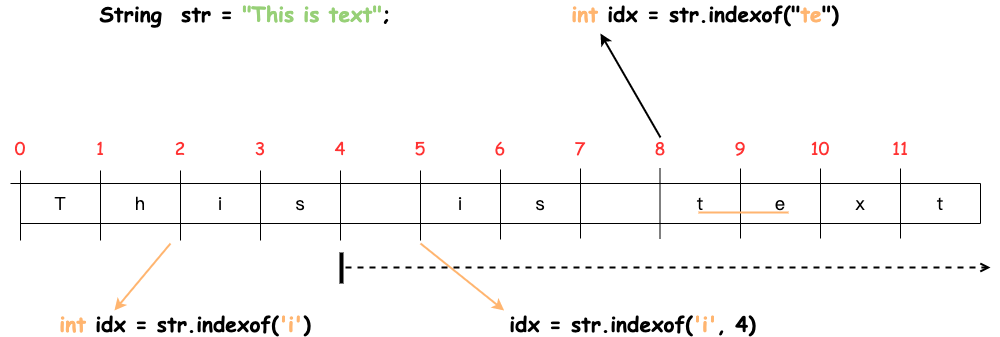 String str = "This is text";
int idx = str.indexof("te")
0 1 2 3 4 5 6 7 8 9 10 11
T h i s i s t e x t
int idx = str.indexof('i')
idx = str.indexof('i', 4)